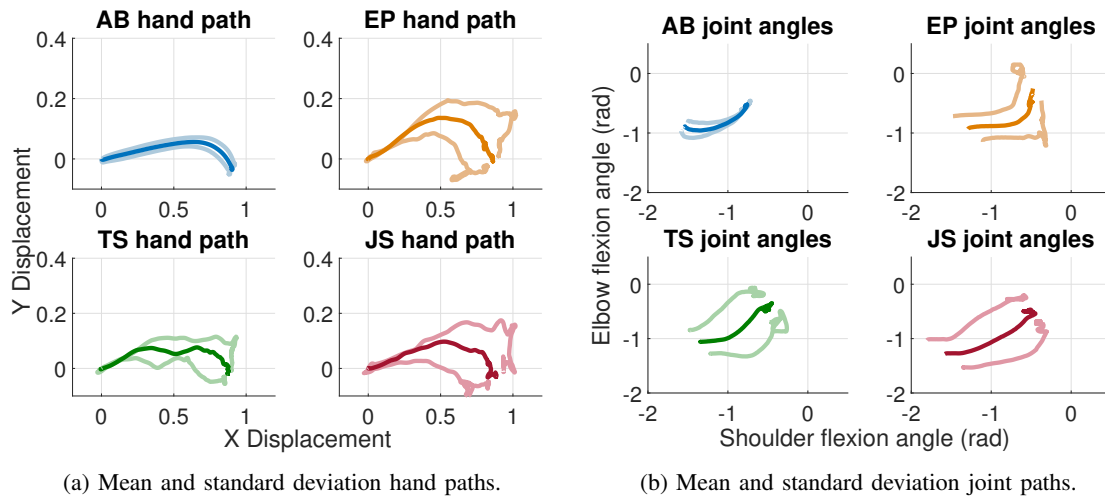 AB hand path
EP hand path
0.4
0.2
0
0 0.5 1
0.4
0.2
0
0 0.5 1
TS hand path
JS hand path
0.4
0.2
0
0 0.5 1
0.4
0.2
0
0 0.5 1
Y Displacement
X Displacement
(a) Mean and standard deviation hand paths.
AB joint angles
EP joint angles
0
-1
-2
-2 -1 0
0
-1
-2
-2 -1 0
TS joint angles
JS joint angles
0
-1
-2
-2 -1 0
0
-1
-2
-2 -1 0
Elbow flexion angle (rad)
Shoulder flexion angle (rad)
(b) Mean and standard deviation joint paths.